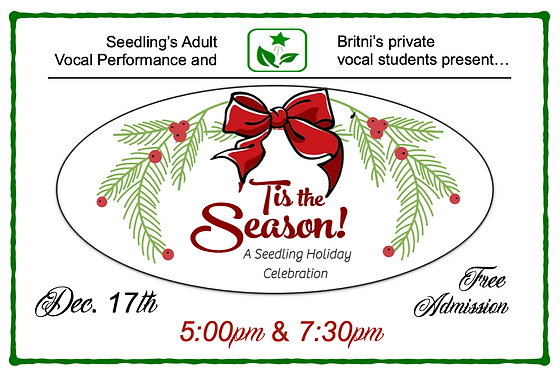 Seedling's Adult
Vocal Performance and
Britni's private
vocal students present...
'Tis the
Season!
A Seedling Holiday
Celebration
Dec. 17th
Free
Admission
5:00pm & 7:30pm